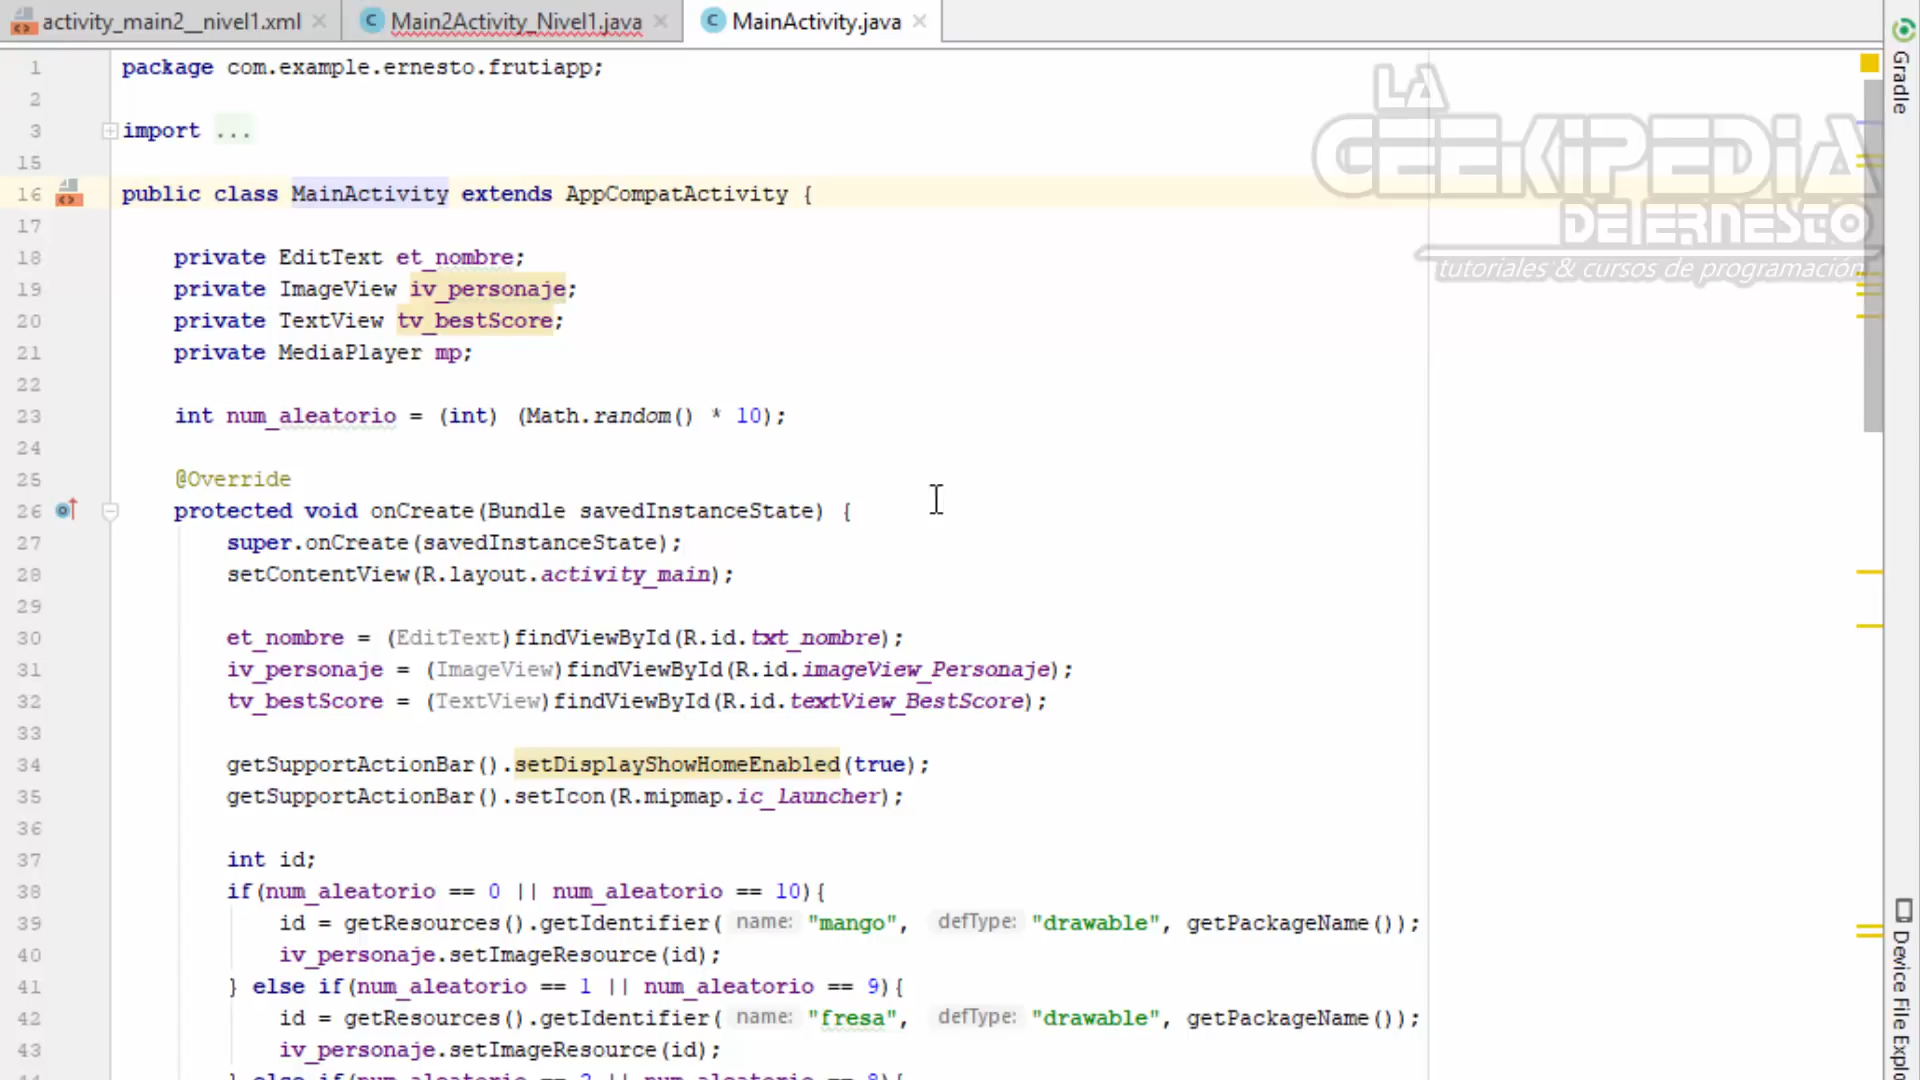 activity_main2__nivel1.xml
Main2Activity_Nivel1.java
MainActivity.java
1 package com.example.ernesto.frutiapp;
2
3 import ...
15
16 public class MainActivity extends AppCompatActivity {
17
18 private EditText et_nombre;
19 private ImageView iv_personaje;
20 private TextView tv_bestScore;
21 private MediaPlayer mp;
22
23 int num_aleatorio = (int) (Math.random() * 10);
24
25 @Override
26 protected void onCreate(Bundle savedInstanceState) {
27 super.onCreate(savedInstanceState);
28 setContentView(R.layout.activity_main);
29
30 et_nombre = (EditText)findViewById(R.id.txt_nombre);
31 iv_personaje = (ImageView)findViewById(R.id.imageView_Personaje);
32 tv_bestScore = (TextView)findViewById(R.id.textView_BestScore);
33
34 getSupportActionBar().setDisplayShowHomeEnabled(true);
35 getSupportActionBar().setIcon(R.mipmap.ic_launcher);
36
37 int id;
38 if(num_aleatorio == 0 || num_aleatorio == 10){
39 id = getResources().getIdentifier( name: "mango", defType: "drawable", getPackageName());
40 iv_personaje.setImageResource(id);
41 } else if(num_aleatorio == 1 || num_aleatorio == 9){
42 id = getResources().getIdentifier( name: "fresa", defType: "drawable", getPackageName());
43 iv_personaje.setImageResource(id);
44 } else if(num_aleatorio == 2 || num_aleatorio == 8){
LA
GEEKIPEDIA
DE ERNESTO
tutoriales & cursos de programación
Gradle
Device File Explo